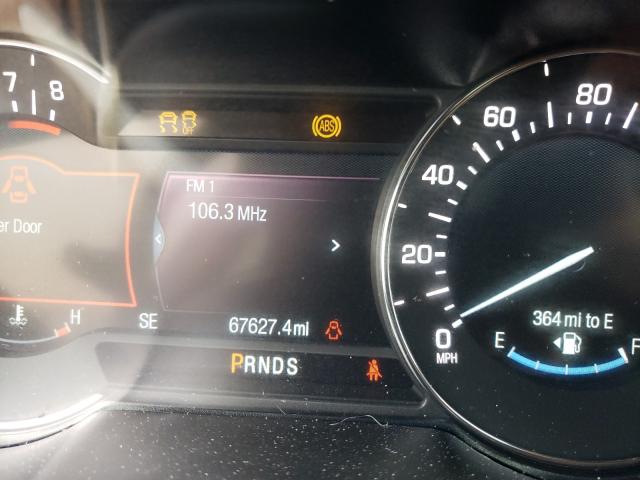 7 8
OFF
ABS
60 80
FM 1
106.3 MHz
40
er Door
20
H
SE
67627.4mi
364 mi to E
0
MPH
E F
PRNDS